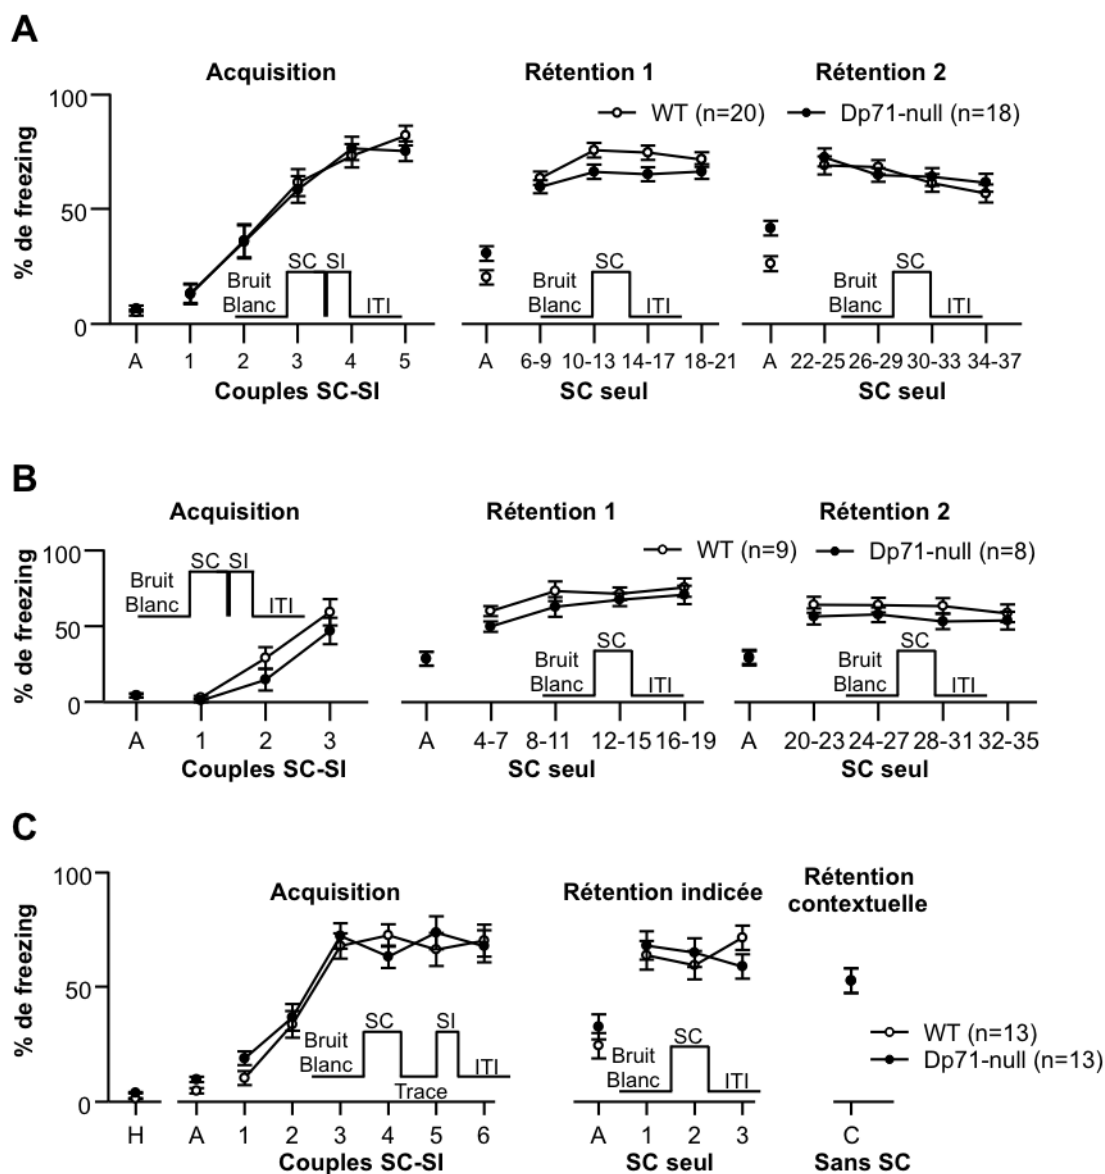 A
Acquisition
Rétention 1
Rétention 2
WT (n=20)
Dp71-null (n=18)
% de freezing
100
50
0
SC SI
Bruit
Blanc
ITI
SC
Bruit
Blanc
ITI
SC
Bruit
Blanc
ITI
A 1 2 3 4 5
A 6-9 10-13 14-17 18-21
A 22-25 26-29 30-33 34-37
Couples SC-SI
SC seul
SC seul
B
Acquisition
Rétention 1
Rétention 2
WT (n=9)
Dp71-null (n=8)
% de freezing
100
50
0
SC SI
Bruit
Blanc
ITI
SC
Bruit
Blanc
ITI
SC
Bruit
Blanc
ITI
A 1 2 3
A 4-7 8-11 12-15 16-19
A 20-23 24-27 28-31 32-35
Couples SC-SI
SC seul
SC seul
C
Acquisition
Rétention indicée
Rétention
contextuelle
% de freezing
100
50
0
SC
SI
Bruit
Blanc
ITI
Trace
SC
Bruit
Blanc
ITI
WT (n=13)
Dp71-null (n=13)
H A 1 2 3 4 5 6
A 1 2 3
C
Couples SC-SI
SC seul
Sans SC